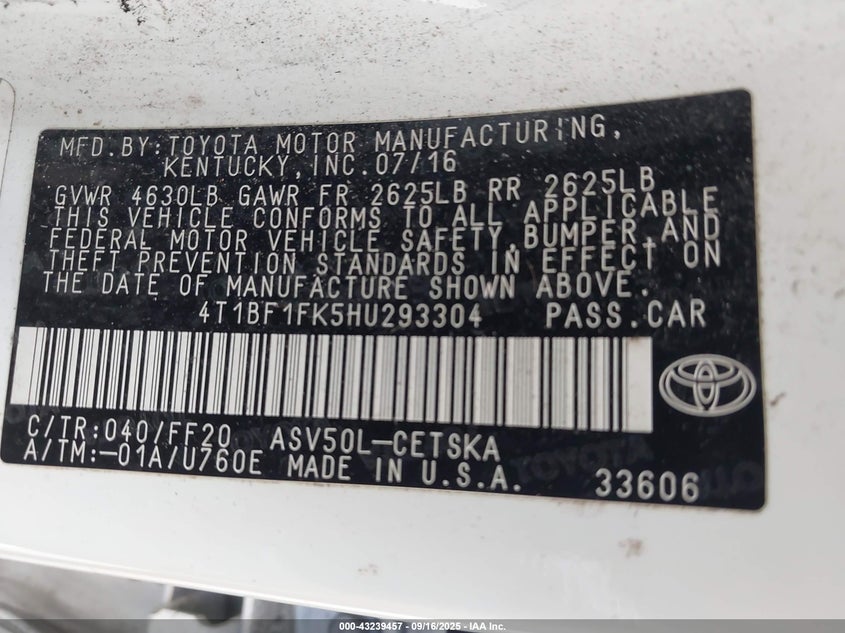 MFD. BY: TOYOTA MOTOR MANUFACTURING,
KENTUCKY, INC. 07/16
GVWR 4630LB GAWR FR 2625LB RR 2625LB
THIS VEHICLE CONFORMS TO ALL APPLICABLE
FEDERAL MOTOR VEHICLE SAFETY, BUMPER, AND
THEFT PREVENTION STANDARDS IN EFFECT ON
THE DATE OF MANUFACTURE SHOWN ABOVE.
4T1BF1FK5HU293304 PASS. CAR
C/TR: 040/FF20 ASV50L-CETSKA
A/TM: -01A/U760E MADE IN U.S.A. 33606
000-43239457 - 09/16/2025 - IAA Inc.